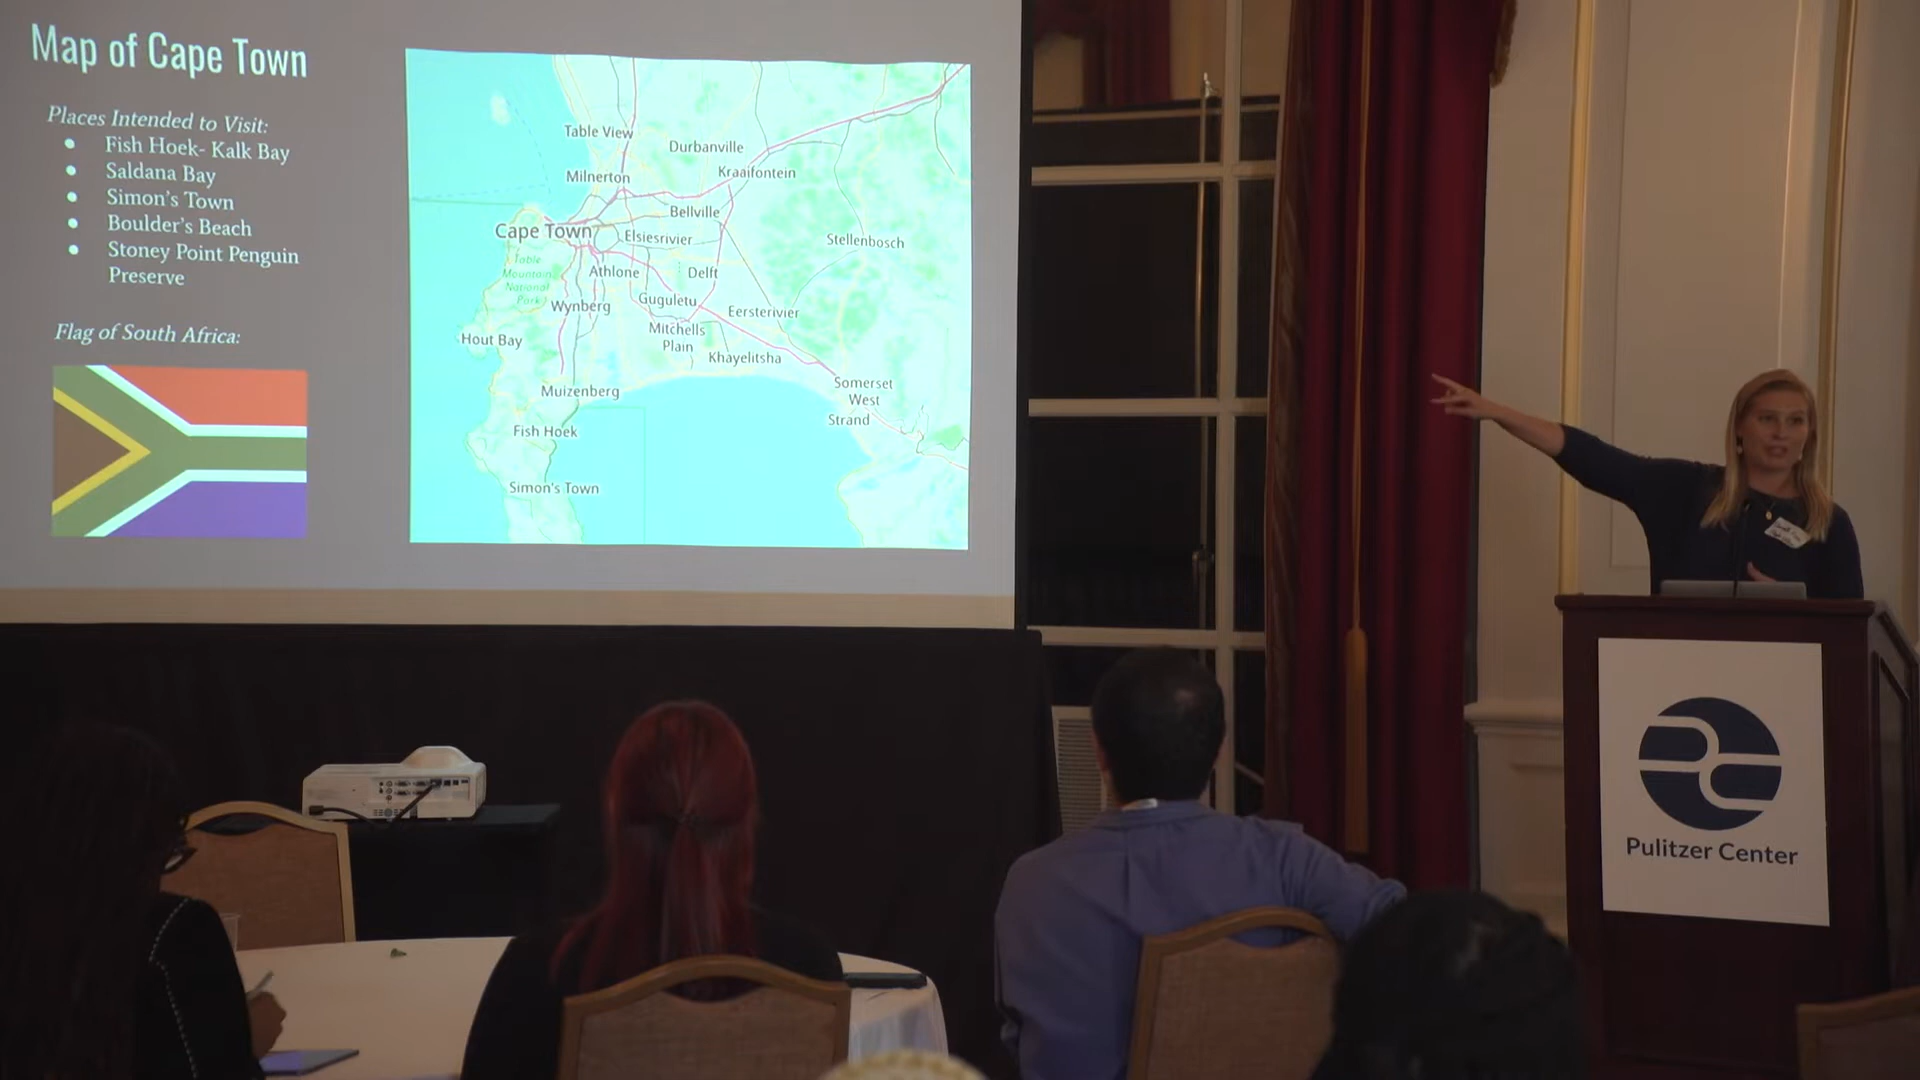 Map of Cape Town
Places Intended to Visit:
Fish Hoek- Kalk Bay
Saldana Bay
Simon's Town
Boulder's Beach
Stoney Point Penguin
Preserve
Flag of South Africa:
Table View
Durbanville
Milnerton
Kraaifontein
Bellville
Cape Town
Elsiesrivier
Stellenbosch
Table
Mountain
National
Park
Athlone
Delft
Wynberg
Guguletu
Eersterivier
Mitchells
Plain
Hout Bay
Khayelitsha
Muizenberg
Somerset
West
Strand
Fish Hoek
Simon's Town
Pulitzer Center